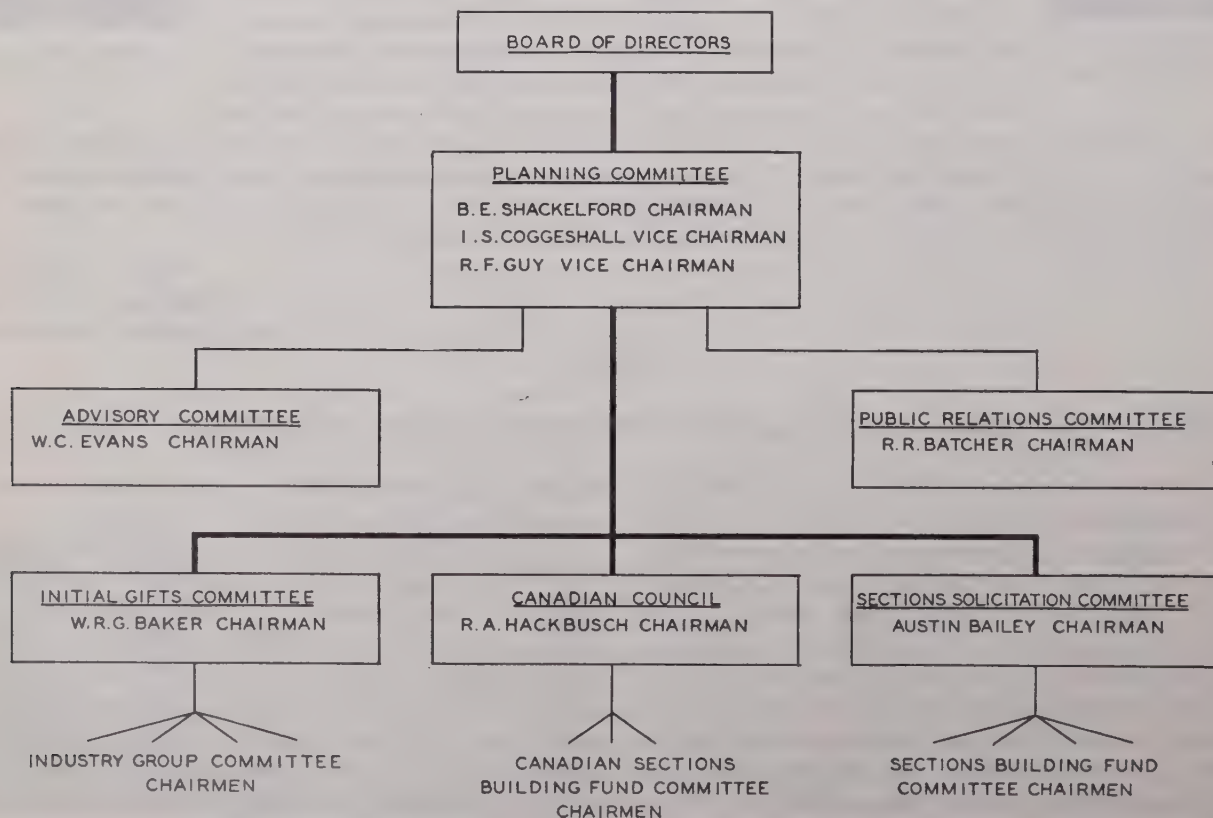 BOARD OF DIRECTORS
PLANNING COMMITTEE
B.E. SHACKELFORD CHAIRMAN
I.S. COGGESHALL VICE CHAIRMAN
R.F. GUY VICE CHAIRMAN
ADVISORY COMMITTEE
W.C. EVANS CHAIRMAN
PUBLIC RELATIONS COMMITTEE
R.R. BATCHER CHAIRMAN
INITIAL GIFTS COMMITTEE
W.R.G. BAKER CHAIRMAN
CANADIAN COUNCIL
R.A. HACKBUSCH CHAIRMAN
SECTIONS SOLICITATION COMMITTEE
AUSTIN BAILEY CHAIRMAN
INDUSTRY GROUP COMMITTEE
CHAIRMEN
CANADIAN SECTIONS
BUILDING FUND COMMITTEE
CHAIRMEN
SECTIONS BUILDING FUND
COMMITTEE CHAIRMEN